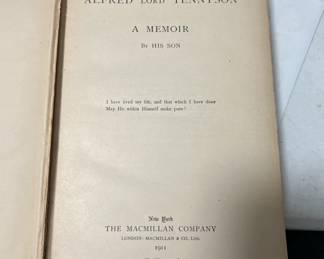 ALFRED LORD TENNYSON
A MEMOIR
BY HIS SON
I have lived my life, and that which I have done
May He within Himself make pure!
New York
THE MACMILLAN COMPANY
LONDON: MACMILLAN & CO. LTD.
1911